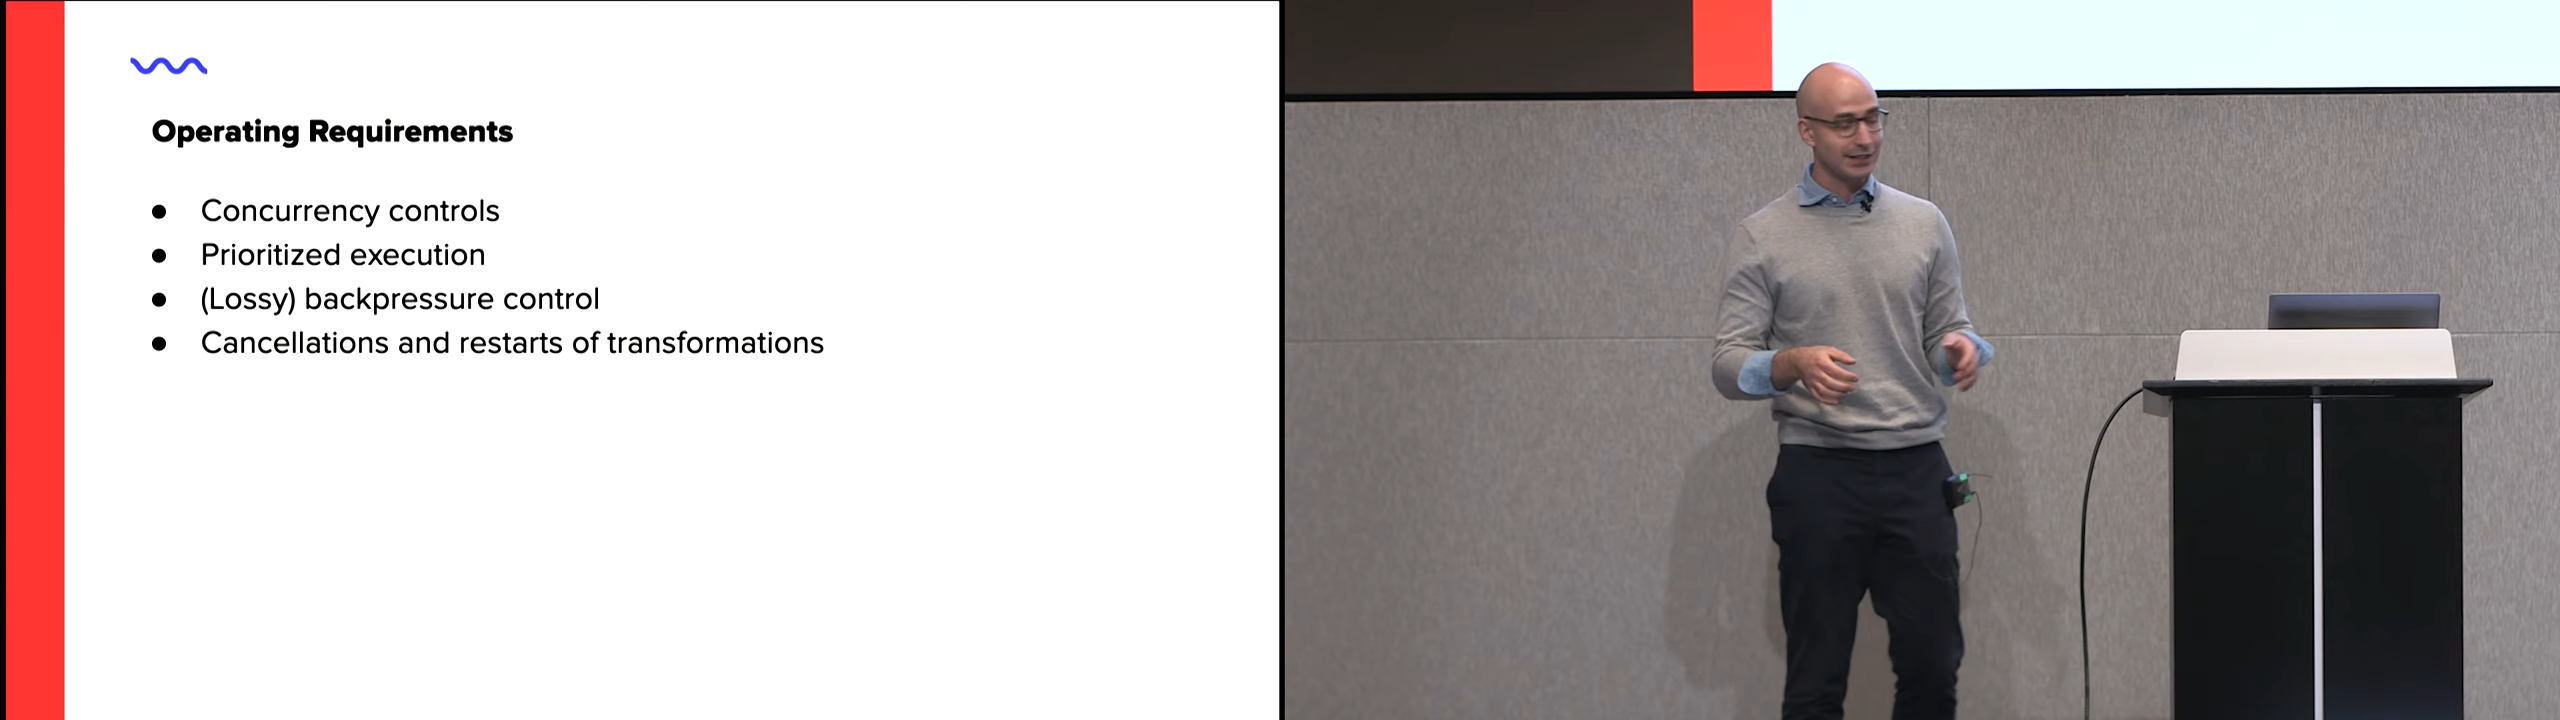 Operating Requirements
● Concurrency controls
● Prioritized execution
● (Lossy) backpressure control
● Cancellations and restarts of transformations